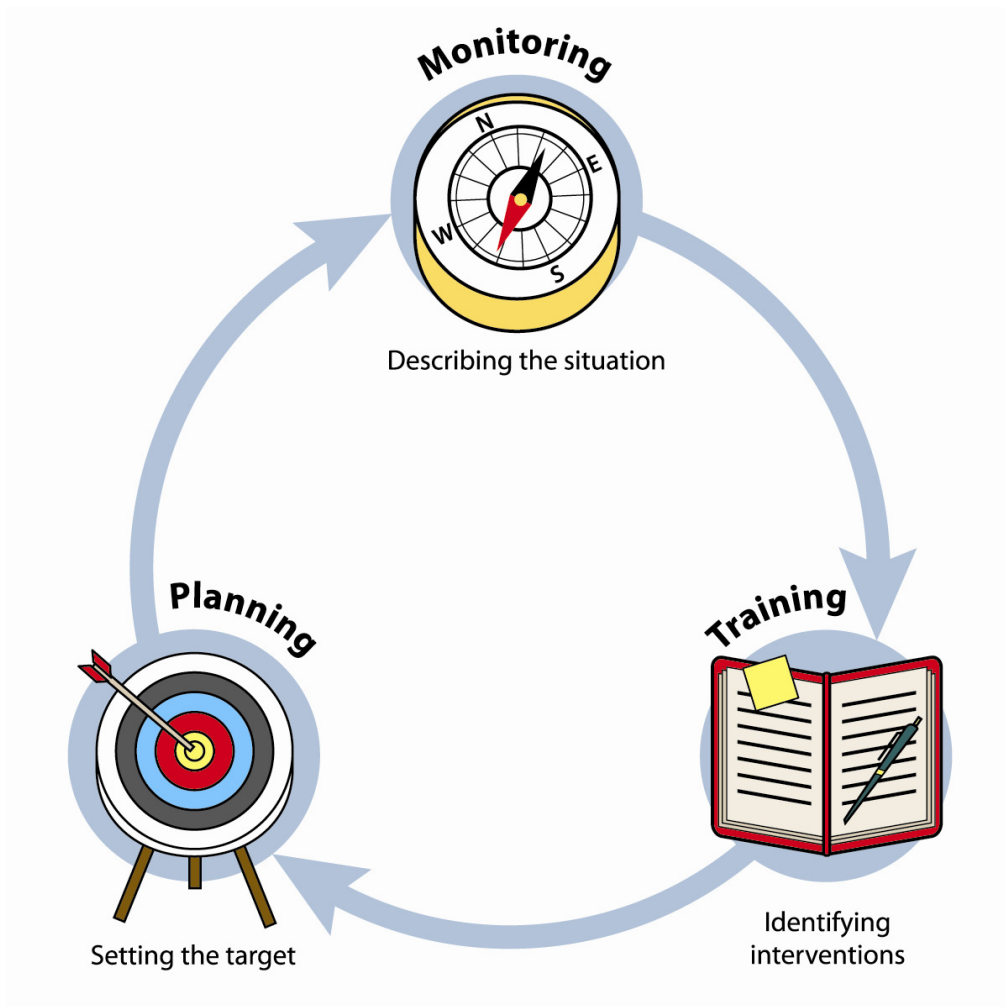 Monitoring
N
E
W
S
Describing the situation
Planning
Training
Setting the target
Identifying
interventions